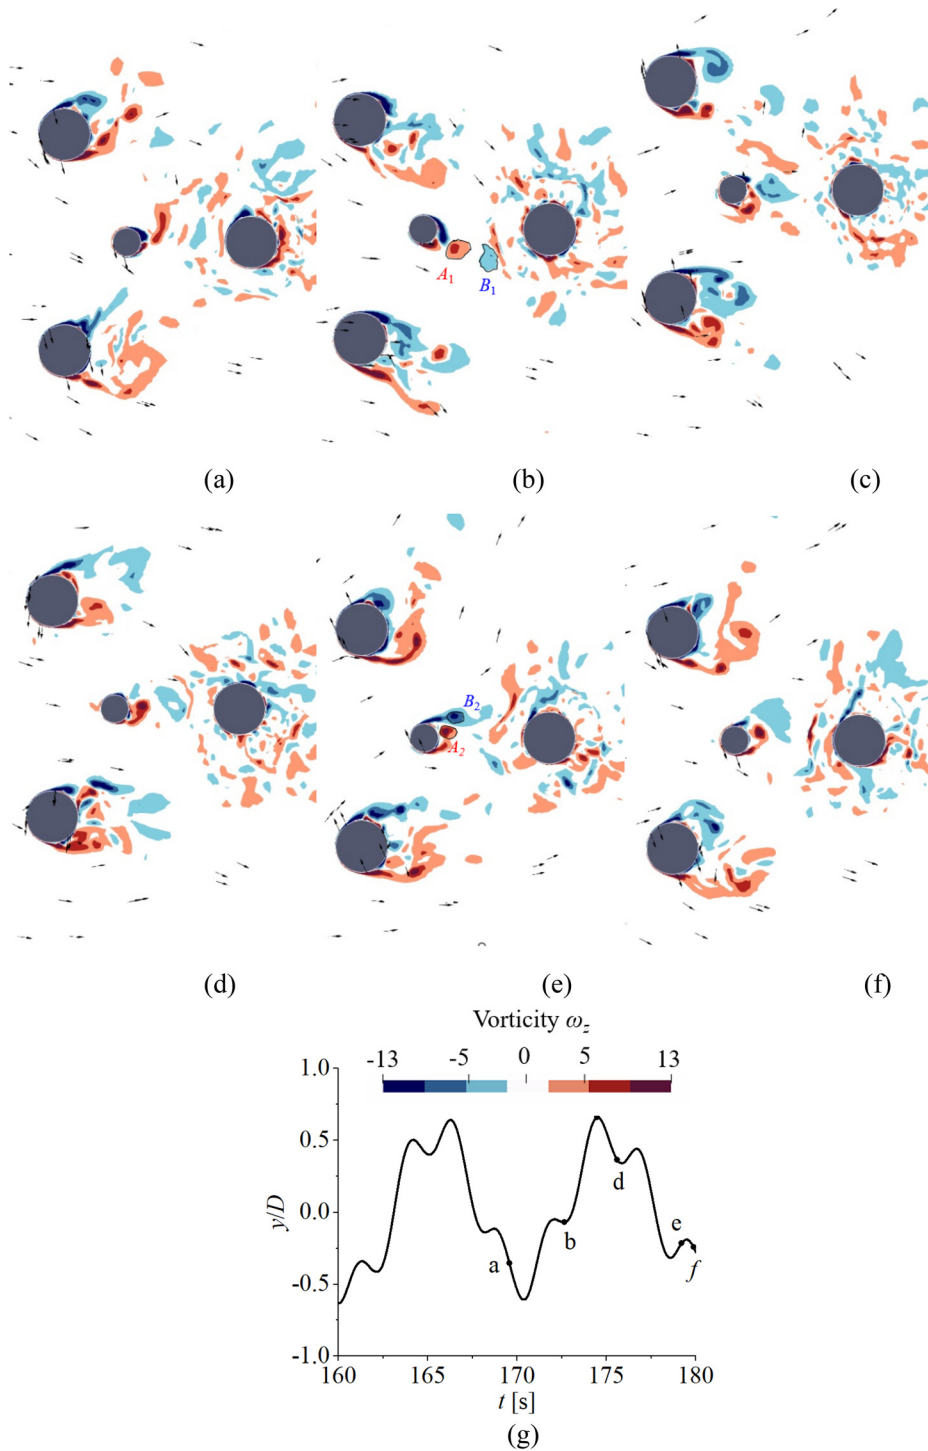 A1
B1
(a) (b) (c)
B2
A2
(d) (e) (f)
Vorticity ωz
-13 -5 0 5 13
1.0
0.5
0.0
-0.5
-1.0
y/D
a
b
d
e
f
160 165 170 175 180
t [s]
(g)